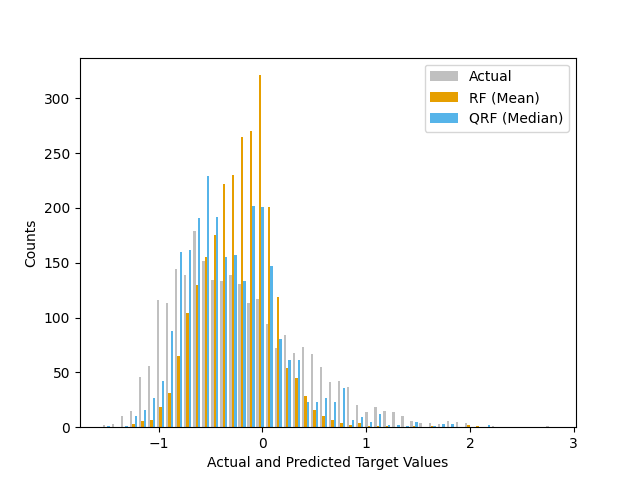 Actual
RF (Mean)
QRF (Median)
300
250
200
150
100
50
0
Counts
−1
0
1
2
3
Actual and Predicted Target Values